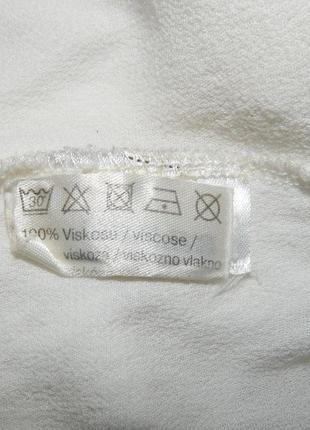 30°
100% Viskose / viscose /
viskoza / viskozno vlakno